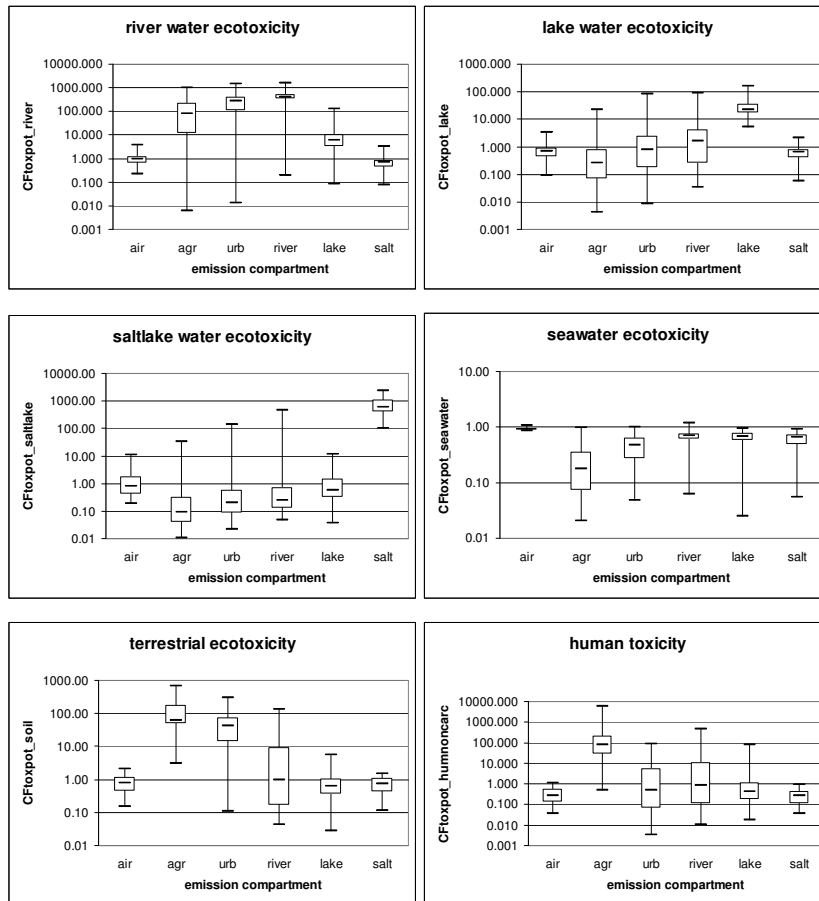 river water ecotoxicity
CFtoxpot_river
10000.000
1000.000
100.000
10.000
1.000
0.100
0.010
0.001
air agr urb river lake salt
emission compartment
lake water ecotoxicity
CFtoxpot_lake
1000.000
100.000
10.000
1.000
0.100
0.010
0.001
air agr urb river lake salt
emission compartment
saltlake water ecotoxicity
CFtoxpot_saltlake
10000.00
1000.00
100.00
10.00
1.00
0.10
0.01
air agr urb river lake salt
emission compartment
seawater ecotoxicity
CFtoxpot_seawater
10.00
1.00
0.10
0.01
air agr urb river lake salt
emission compartment
terrestrial ecotoxicity
CFtoxpot_soil
1000.00
100.00
10.00
1.00
0.10
0.01
air agr urb river lake salt
emission compartment
human toxicity
CFtoxpot_humnoncarc
10000.000
1000.000
100.000
10.000
1.000
0.100
0.010
0.001
air agr urb river lake salt
emission compartment